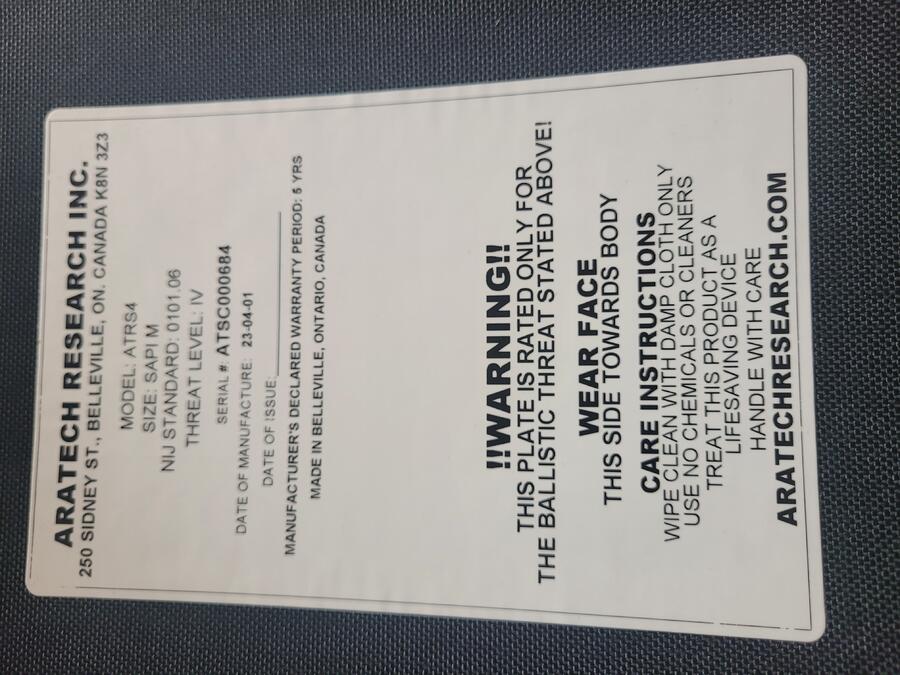 ARATECH RESEARCH INC.
250 SIDNEY ST., BELLEVILLE, ON. CANADA K8N 3Z3
MODEL: ATRS4
SIZE: SAPI M
NIJ STANDARD: 0101.06
THREAT LEVEL: IV
SERIAL #: ATSC000684
DATE OF MANUFACTURE: 23-04-01
DATE OF ISSUE:
MANUFACTURER'S DECLARED WARRANTY PERIOD: 5 YRS
MADE IN BELLEVILLE, ONTARIO, CANADA
!!WARNING!!
THIS PLATE IS RATED ONLY FOR
THE BALLISTIC THREAT STATED ABOVE!
WEAR FACE
THIS SIDE TOWARDS BODY
CARE INSTRUCTIONS
WIPE CLEAN WITH DAMP CLOTH ONLY
USE NO CHEMICALS OR CLEANERS
TREAT THIS PRODUCT AS A
LIFESAVING DEVICE
HANDLE WITH CARE
ARATECHRESEARCH.COM